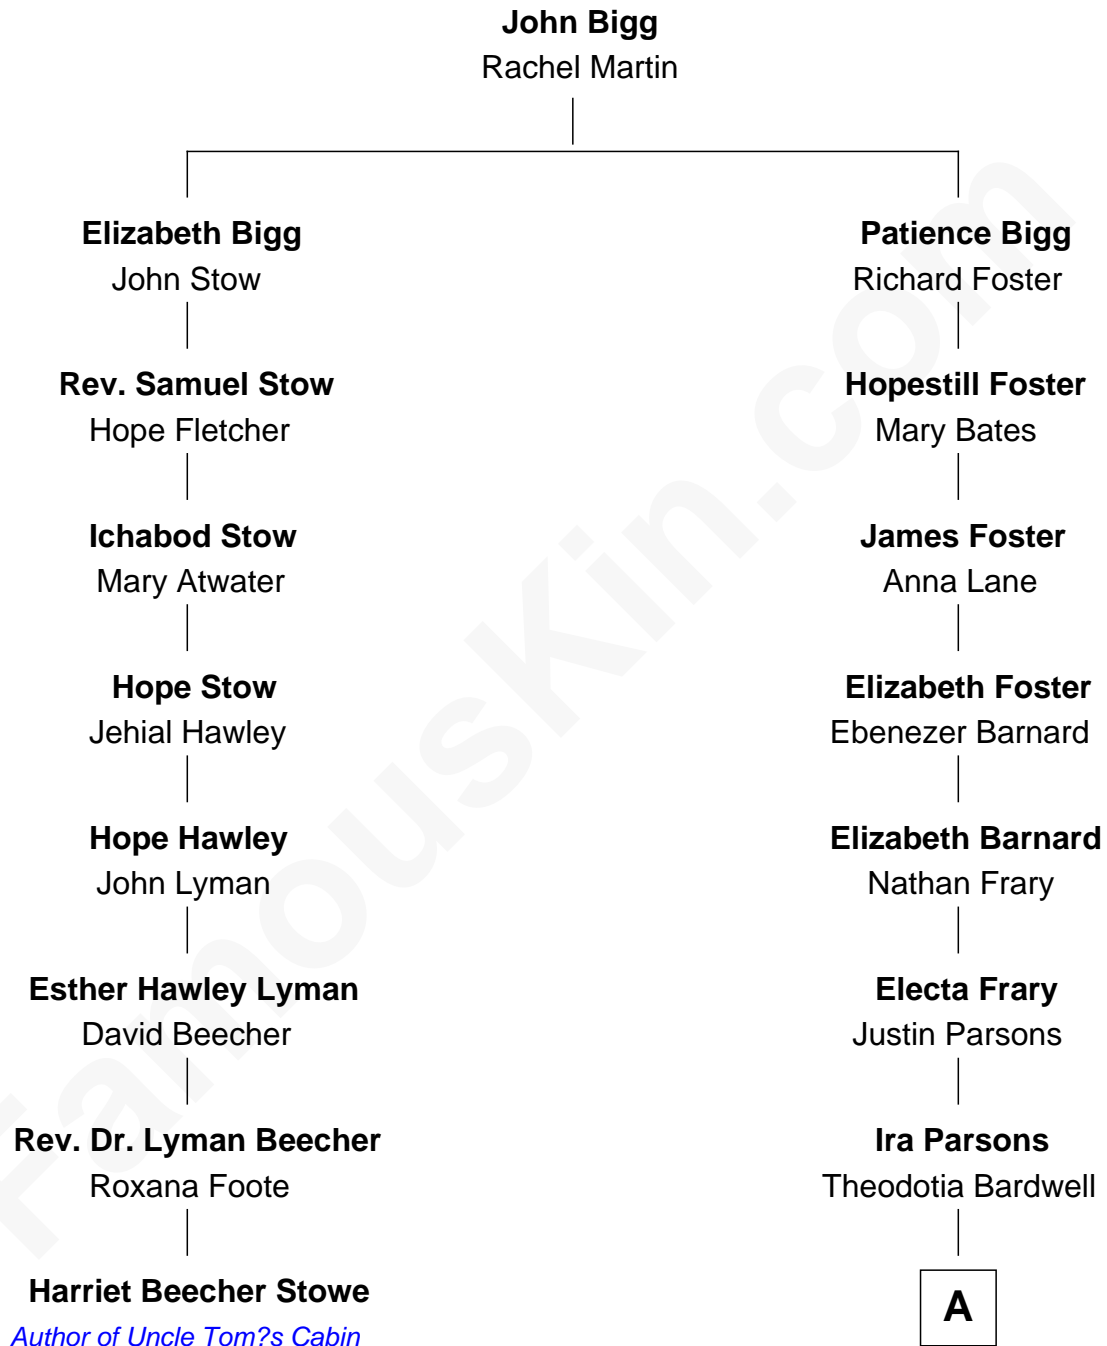 John Bigg
Rachel Martin
Elizabeth Bigg
John Stow
Rev. Samuel Stow
Hope Fletcher
Ichabod Stow
Mary Atwater
Hope Stow
Jehial Hawley
Hope Hawley
John Lyman
Esther Hawley Lyman
David Beecher
Rev. Dr. Lyman Beecher
Roxana Foote
Harriet Beecher Stowe
Author of Uncle Tom?s Cabin
Patience Bigg
Richard Foster
Hopestill Foster
Mary Bates
James Foster
Anna Lane
Elizabeth Foster
Ebenezer Barnard
Elizabeth Barnard
Nathan Frary
Electa Frary
Justin Parsons
Ira Parsons
Theodotia Bardwell
A
FamousKin.com